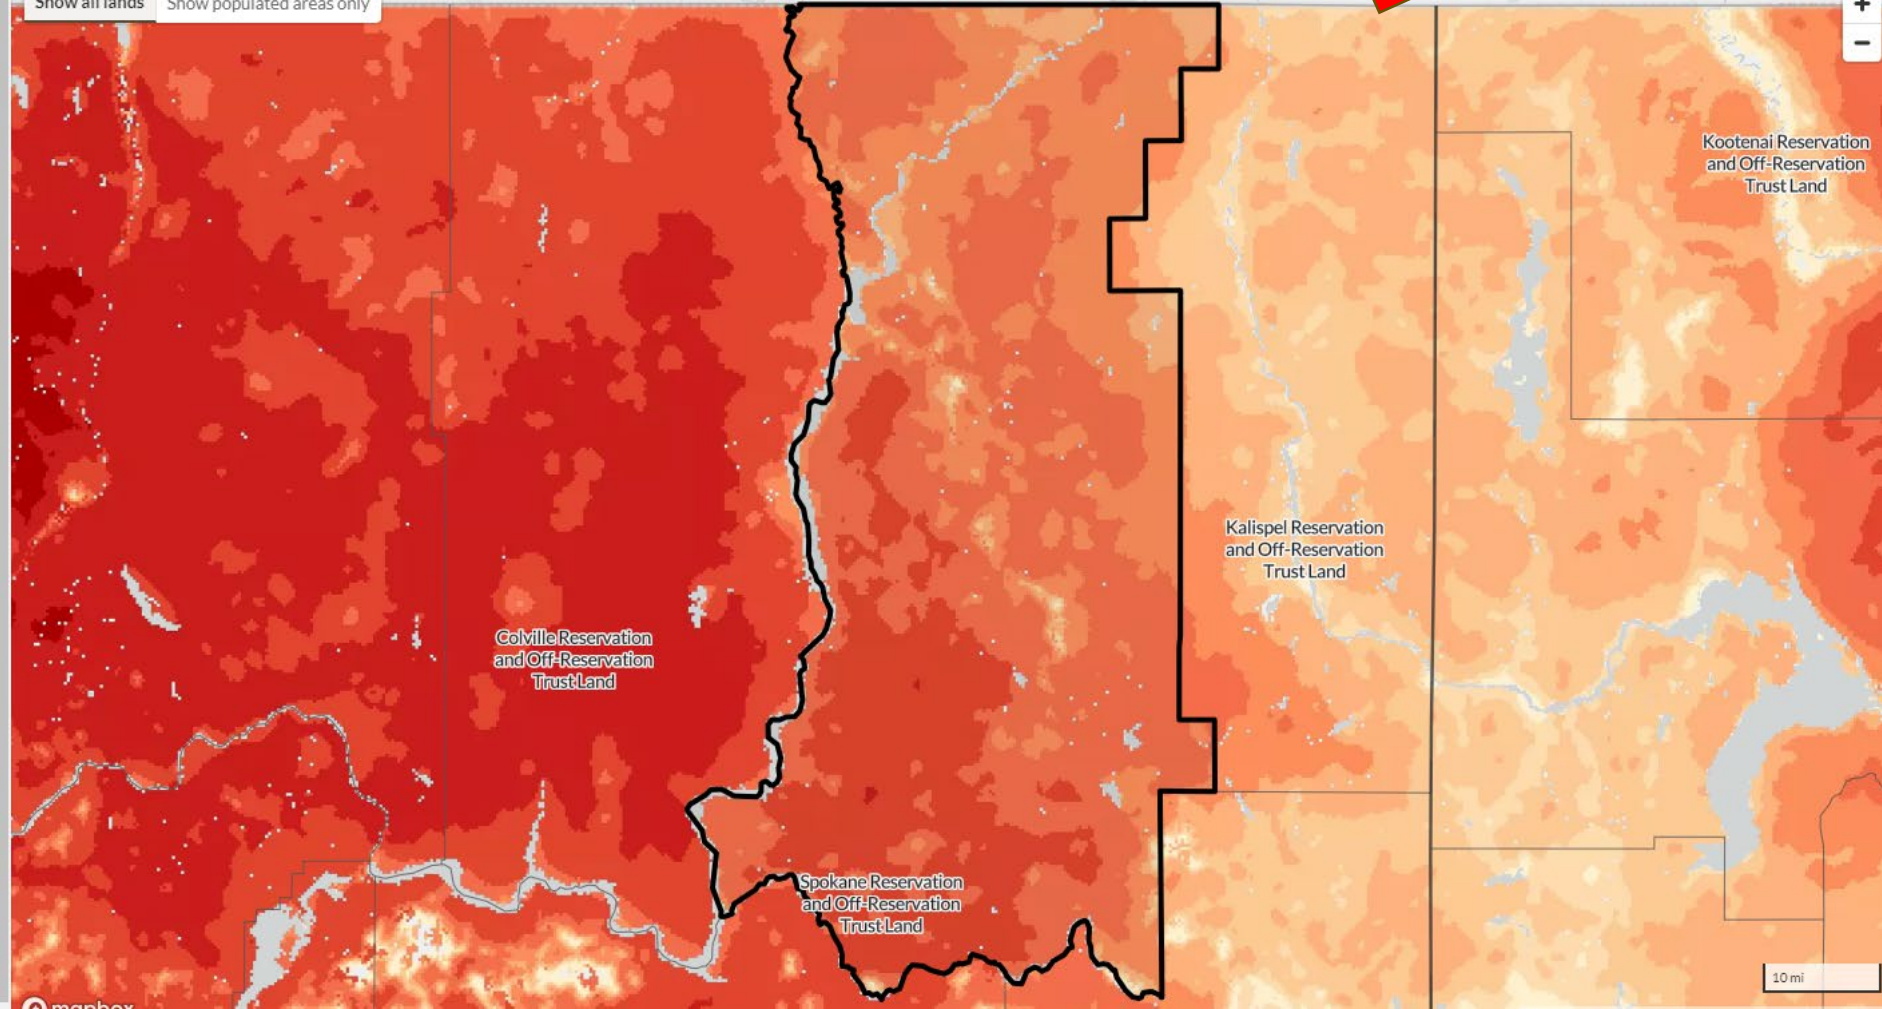 Show all lands
Show populated areas only
+
−
Kootenai Reservation
and Off-Reservation
Trust Land
Kalispel Reservation
and Off-Reservation
Trust Land
Colville Reservation
and Off-Reservation
Trust Land
Spokane Reservation
and Off-Reservation
Trust Land
10 mi
mapbox